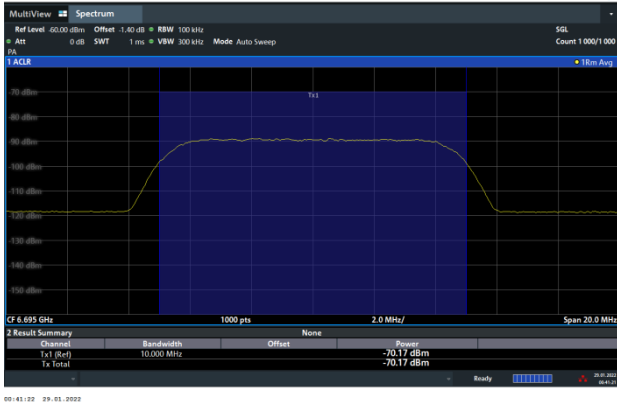 MultiView Spectrum
Ref Level -60.00 dBm Offset -1.40 dB RBW 100 kHz SGL
Att 0 dB SWT 1 ms VBW 300 kHz Mode Auto Sweep Count 1 000/1 000
PA
1 ACLR 1Rm Avg
Tx1
-70 dBm
-80 dBm
-90 dBm
-100 dBm
-110 dBm
-120 dBm
-130 dBm
-140 dBm
-150 dBm
CF 6.695 GHz 1000 pts 2.0 MHz/ Span 20.0 MHz
2 Result Summary None
Channel Bandwidth Offset Power
Tx1 (Ref) 10.000 MHz -70.17 dBm
Tx Total -70.17 dBm
Ready 29.01.2022
00:41:21
00:41:22 29.01.2022